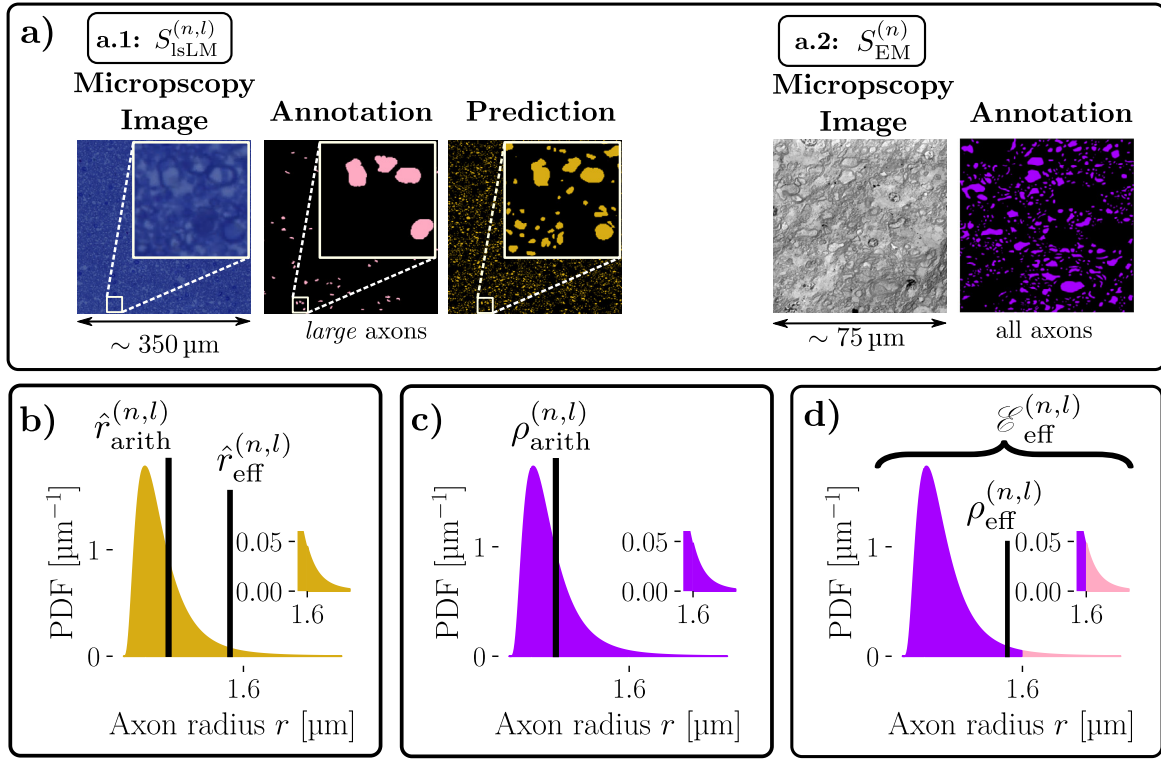 a)
a.1: S_lsLM^(n,l)
Micropscopy
Image
Annotation
Prediction
∼ 350 µm
large axons
a.2: S_EM^(n)
Micropscopy
Image
Annotation
∼ 75 µm
all axons
b)
r̂_arith^(n,l)
r̂_eff^(n,l)
PDF [µm⁻¹]
1
0
0.05
0.00
1.6
1.6
Axon radius r [µm]
c)
ρ_arith^(n,l)
PDF [µm⁻¹]
1
0
0.05
0.00
1.6
1.6
Axon radius r [µm]
d)
ℰ_eff^(n,l)
ρ_eff^(n,l)
PDF [µm⁻¹]
1
0
0.05
0.00
1.6
1.6
Axon radius r [µm]